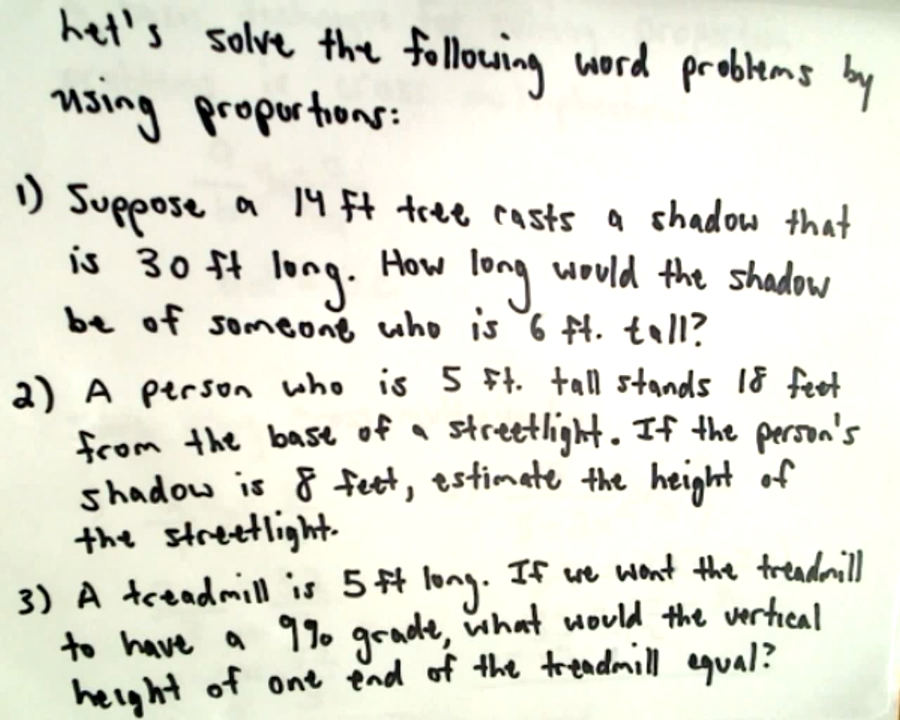 Let's solve the following word problems by
using proportions:
1) Suppose a 14 ft tree casts a shadow that
is 30 ft long. How long would the shadow
be of someone who is 6 ft. tall?
2) A person who is 5 ft. tall stands 18 feet
from the base of a streetlight. If the person's
shadow is 8 feet, estimate the height of
the streetlight.
3) A treadmill is 5 ft long. If we want the treadmill
to have a 9% grade, what would the vertical
height of one end of the treadmill equal?